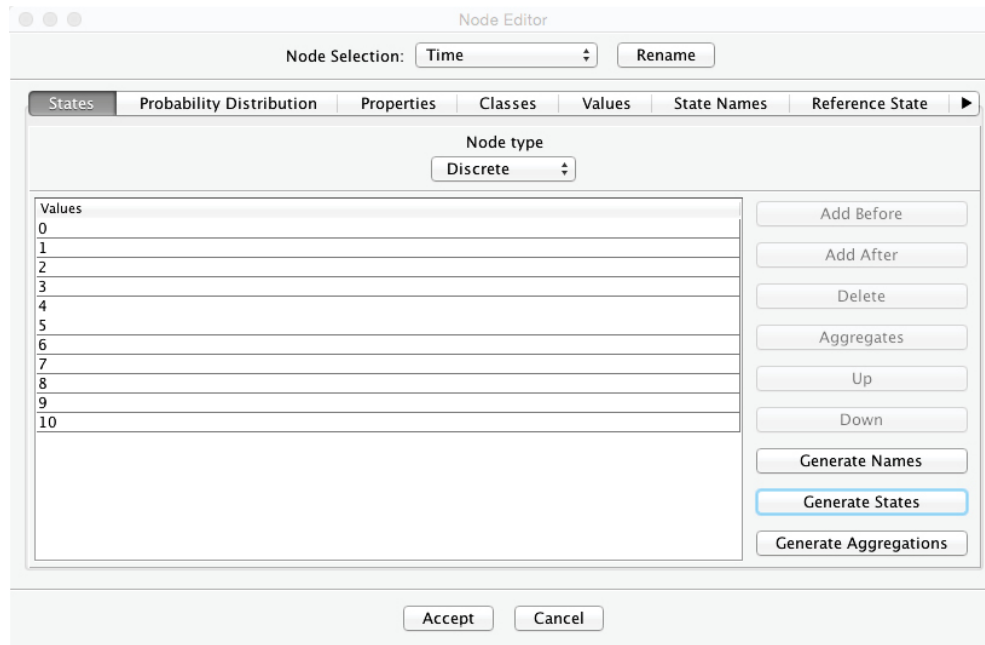 Node Editor
Node Selection: Time Rename
States Probability Distribution Properties Classes Values State Names Reference State
Node type
Discrete
Values
0
1
2
3
4
5
6
7
8
9
10
Add Before
Add After
Delete
Aggregates
Up
Down
Generate Names
Generate States
Generate Aggregations
Accept Cancel